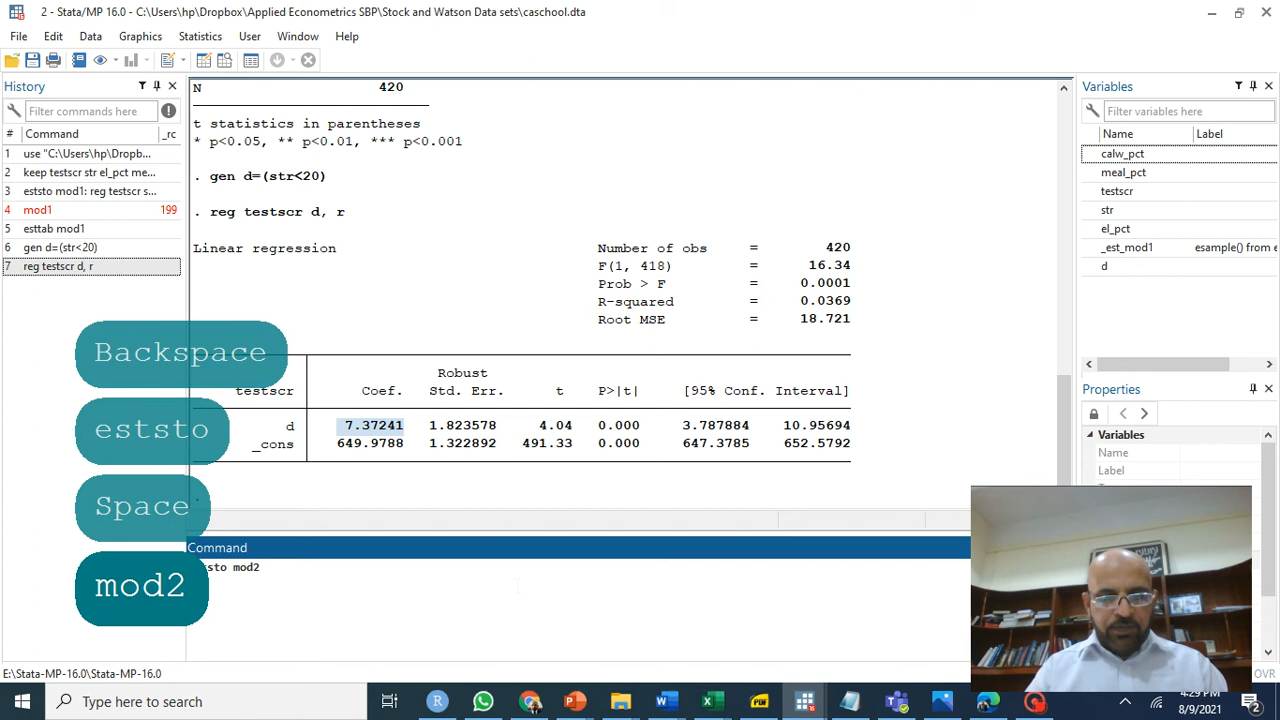 2 - Stata/MP 16.0 - C:\Users\hp\Dropbox\Applied Econometrics SBP\Stock and Watson Data sets\caschool.dta
File Edit Data Graphics Statistics User Window Help
History
Filter commands here
# Command _rc
1 use "C:\Users\hp\Dropb...
2 keep testscr str el_pct me...
3 eststo mod1: reg testscr s...
4 mod1 199
5 esttab mod1
6 gen d=(str<20)
7 reg testscr d, r
N 420
t statistics in parentheses
* p<0.05, ** p<0.01, *** p<0.001
. gen d=(str<20)
. reg testscr d, r
Linear regression Number of obs = 420
F(1, 418) = 16.34
Prob > F = 0.0001
R-squared = 0.0369
Root MSE = 18.721
Robust
testscr Coef. Std. Err. t P>|t| [95% Conf. Interval]
d 7.37241 1.823578 4.04 0.000 3.787884 10.95694
_cons 649.9788 1.322892 491.33 0.000 647.3785 652.5792
Backspace
eststo
Space
mod2
Command
sto mod2
Variables
Filter variables here
Name Label
calw_pct
meal_pct
testscr
str
el_pct
_est_mod1 esample() from e
d
Properties
Variables
Name
Label
E:\Stata-MP-16.0\Stata-MP-16.0
OVR
Type here to search
4:29 PM
8/9/2021
2